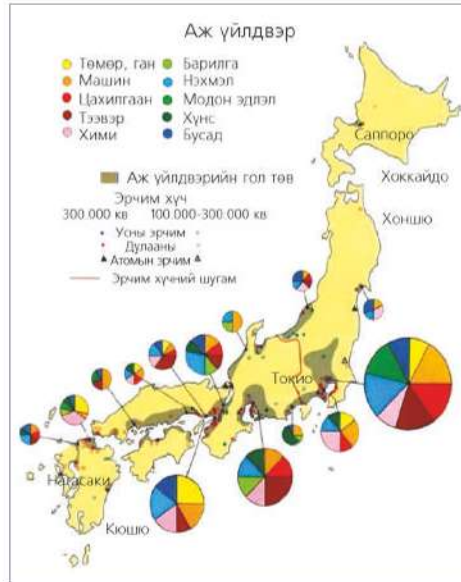 Аж үйлдвэр
Төмөр, ган
Машин
Цахилгаан
Тээвэр
Хими
Барилга
Нэхмэл
Модон эдлэл
Хүнс
Бусад
Аж үйлдвэрийн гол төв
Эрчим хүч
300.000 кв 100.000-300.000 кв
Усны эрчим
Дулааны
Атомын эрчим
Эрчим хүчний шугам
Саппоро
Хоккайдо
Хоншю
Токио
Нагасаки
Кюшю